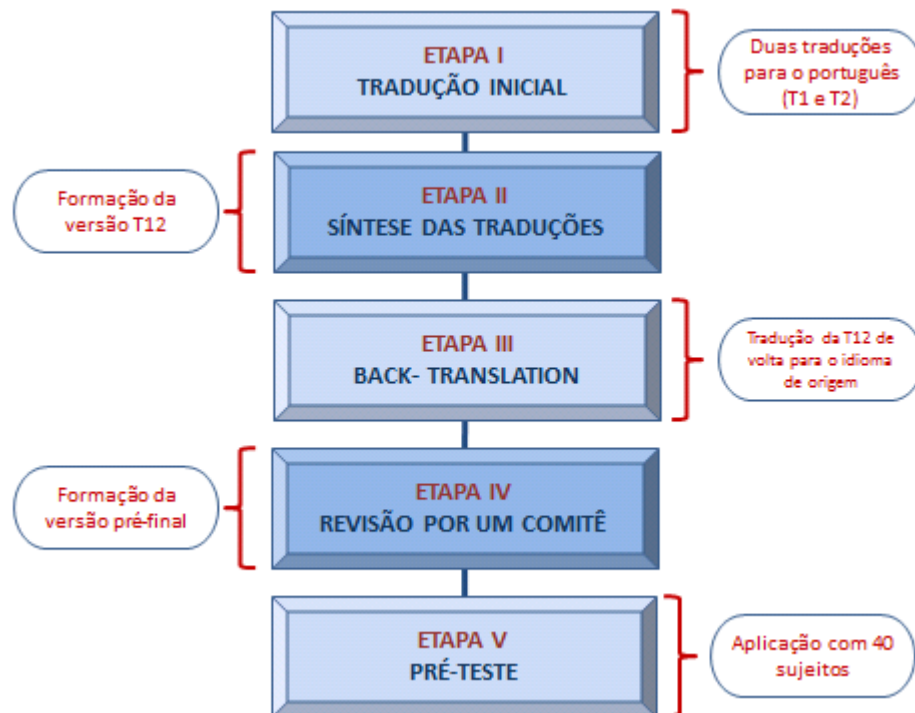 ETAPA I
TRADUÇÃO INICIAL
Duas traduções
para o português
(T1 e T2)
Formação da
versão T12
ETAPA II
SÍNTESE DAS TRADUÇÕES
ETAPA III
BACK- TRANSLATION
Tradução da T12 de
volta para o idioma
de origem
Formação da
versão pré-final
ETAPA IV
REVISÃO POR UM COMITÊ
ETAPA V
PRÉ-TESTE
Aplicação com 40
sujeitos